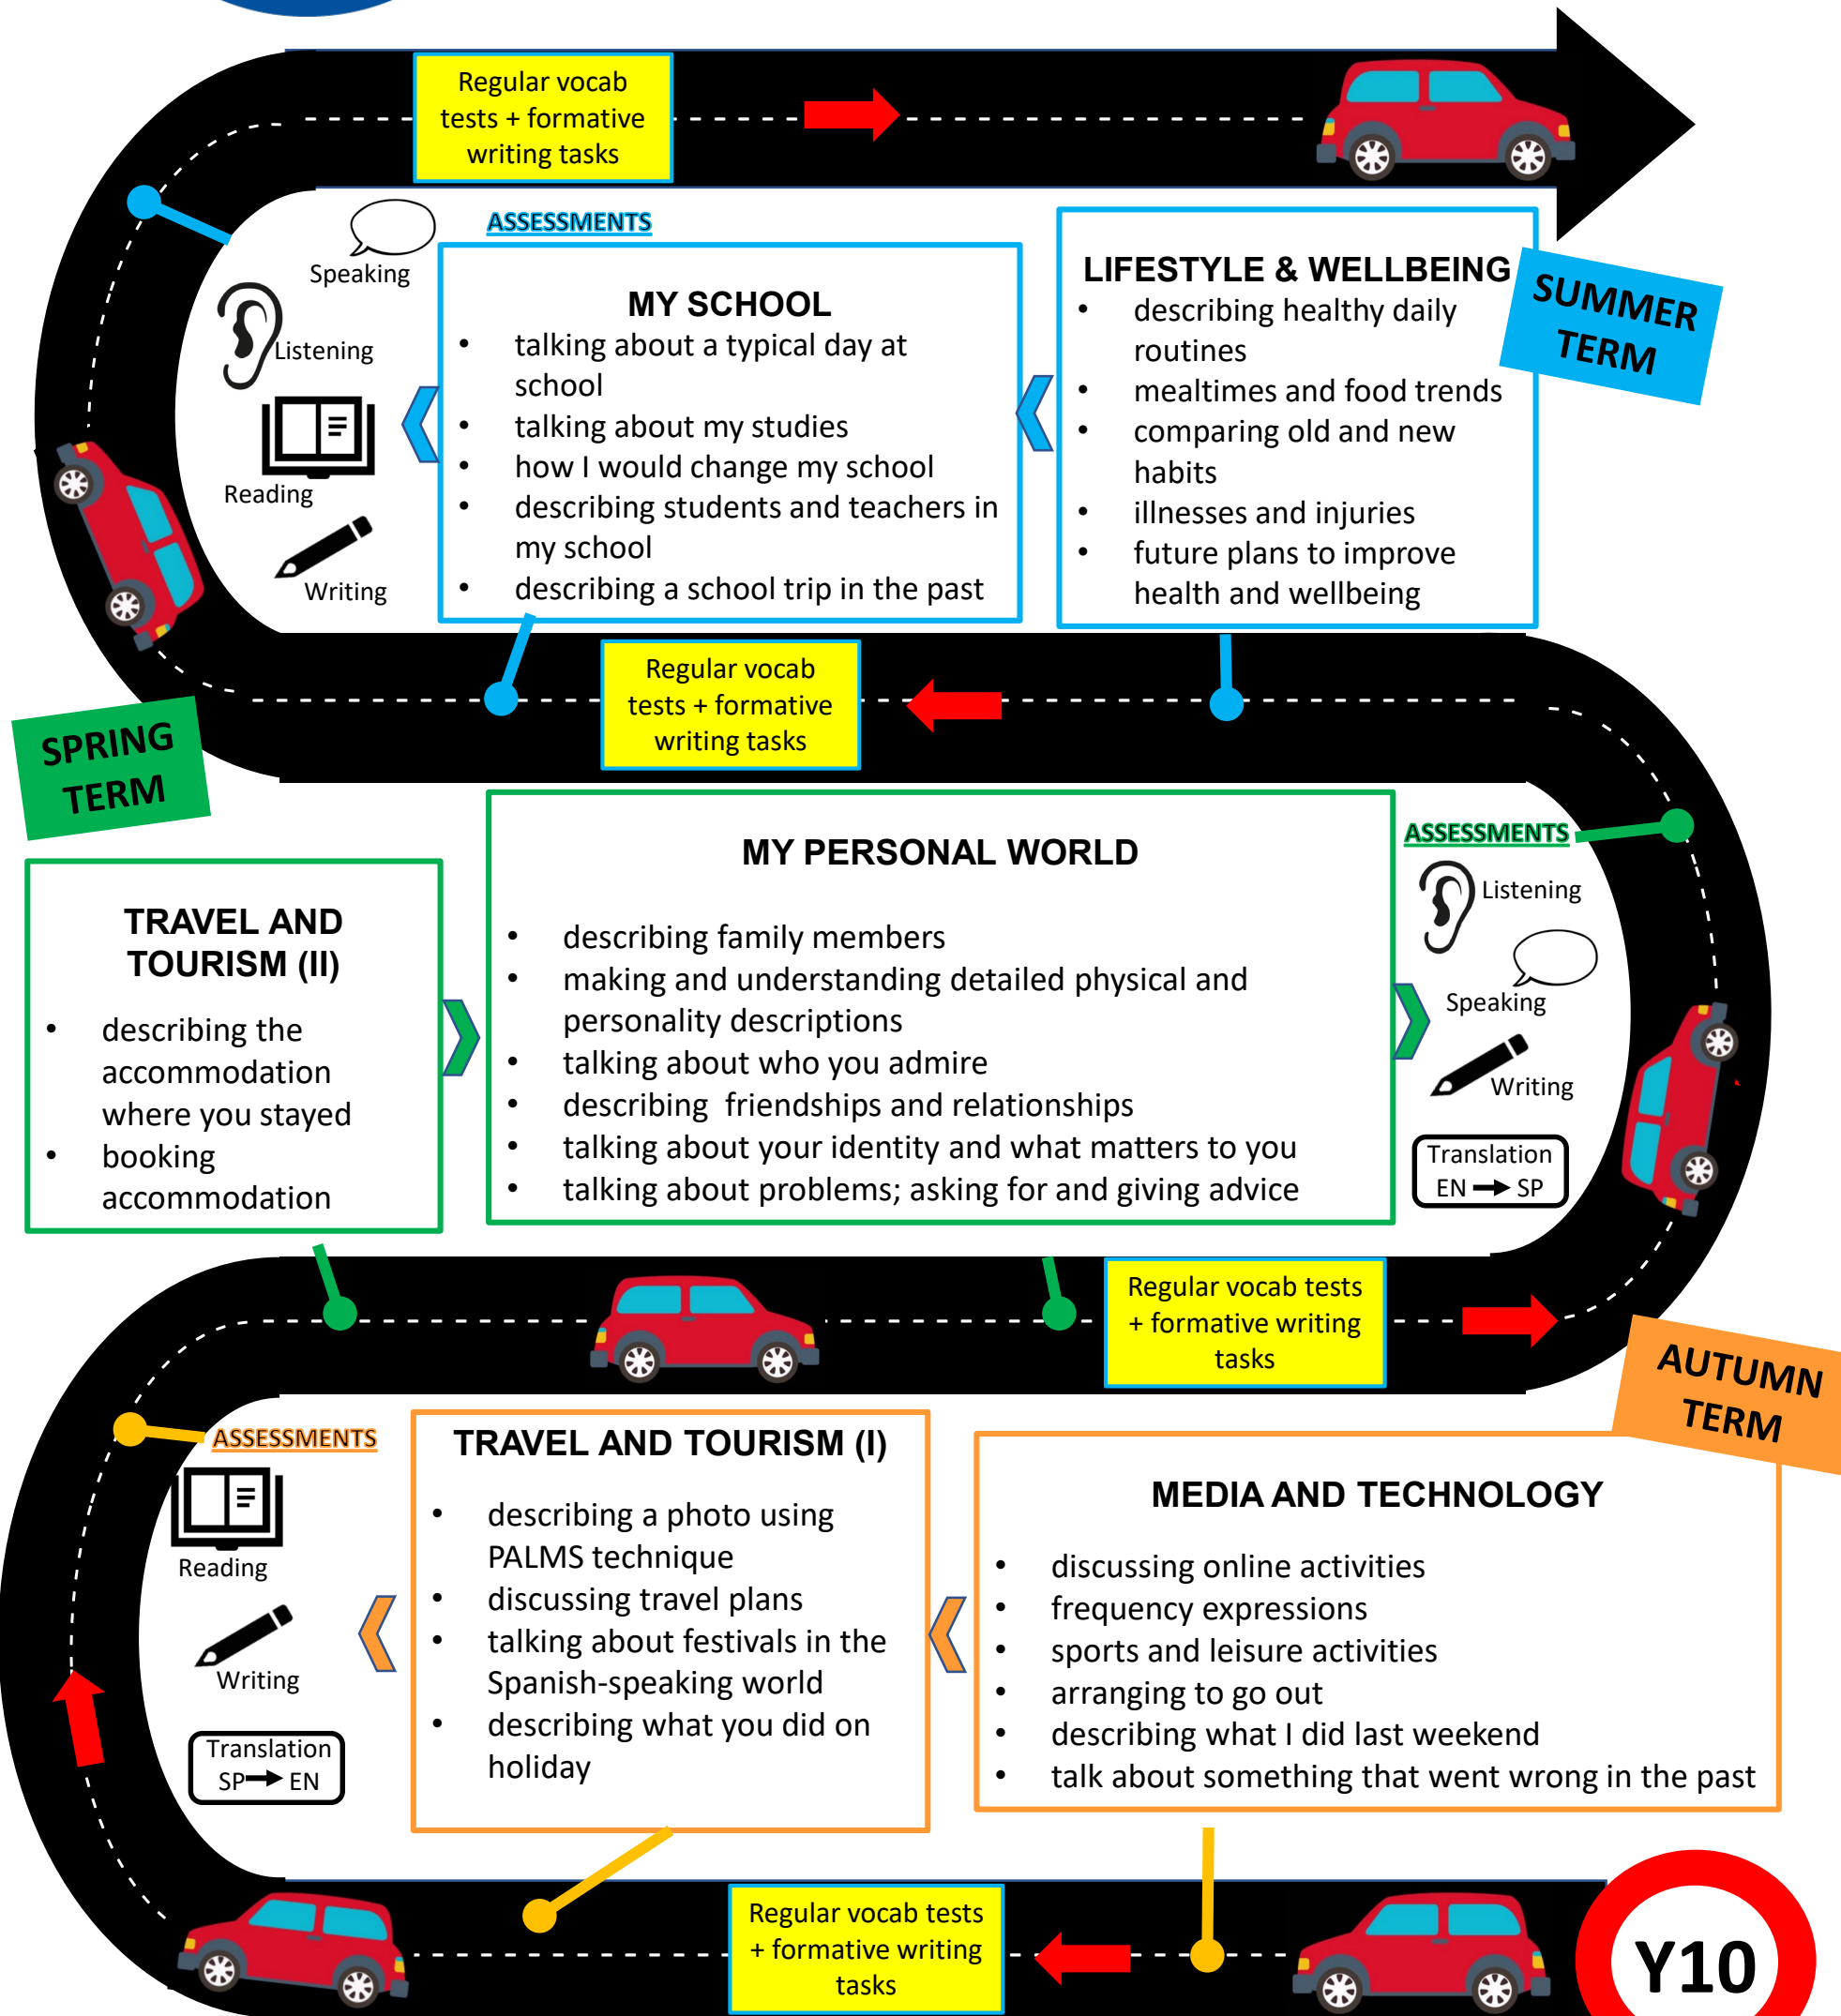 Regular vocab
tests + formative
writing tasks
ASSESSMENTS
Speaking
Listening
Reading
Writing
MY SCHOOL
• talking about a typical day at
school
• talking about my studies
• how I would change my school
• describing students and teachers in
my school
• describing a school trip in the past
LIFESTYLE & WELLBEING
• describing healthy daily
routines
• mealtimes and food trends
• comparing old and new
habits
• illnesses and injuries
• future plans to improve
health and wellbeing
SUMMER
TERM
Regular vocab
tests + formative
writing tasks
SPRING
TERM
TRAVEL AND
TOURISM (II)
• describing the
accommodation
where you stayed
• booking
accommodation
MY PERSONAL WORLD
• describing family members
• making and understanding detailed physical and
personality descriptions
• talking about who you admire
• describing friendships and relationships
• talking about your identity and what matters to you
• talking about problems; asking for and giving advice
ASSESSMENTS
Listening
Speaking
Writing
Translation
EN → SP
Regular vocab tests
+ formative writing
tasks
AUTUMN
TERM
ASSESSMENTS
Reading
Writing
Translation
SP → EN
TRAVEL AND TOURISM (I)
• describing a photo using
PALMS technique
• discussing travel plans
• talking about festivals in the
Spanish-speaking world
• describing what you did on
holiday
MEDIA AND TECHNOLOGY
• discussing online activities
• frequency expressions
• sports and leisure activities
• arranging to go out
• describing what I did last weekend
• talk about something that went wrong in the past
Regular vocab tests
+ formative writing
tasks
Y10